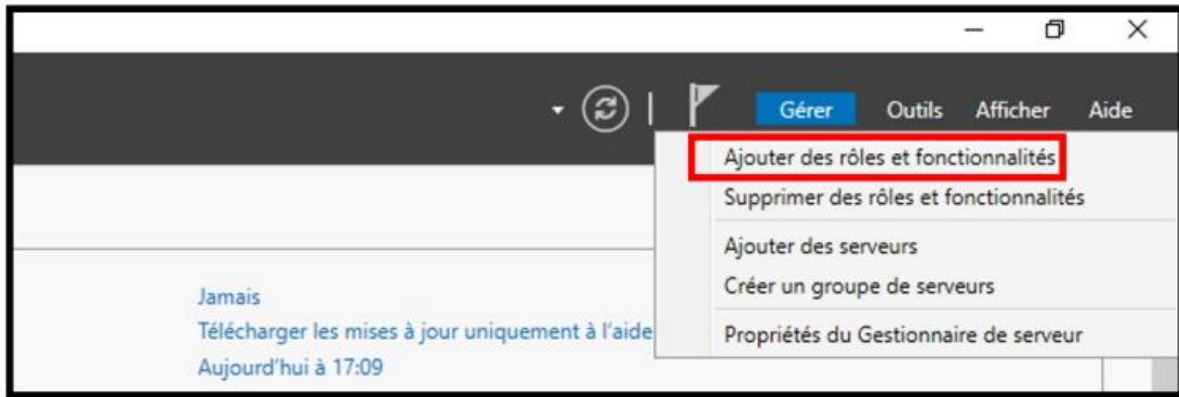 Gérer Outils Afficher Aide
Ajouter des rôles et fonctionnalités
Supprimer des rôles et fonctionnalités
Ajouter des serveurs
Créer un groupe de serveurs
Propriétés du Gestionnaire de serveur
Jamais
Télécharger les mises à jour uniquement à l'aide
Aujourd'hui à 17:09